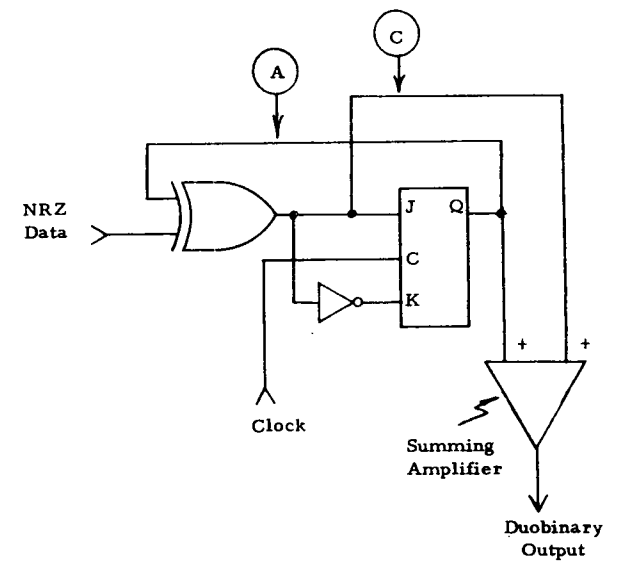 C
A
NRZ
Data
J
Q
C
K
+
+
Clock
Summing
Amplifier
Duobinary
Output